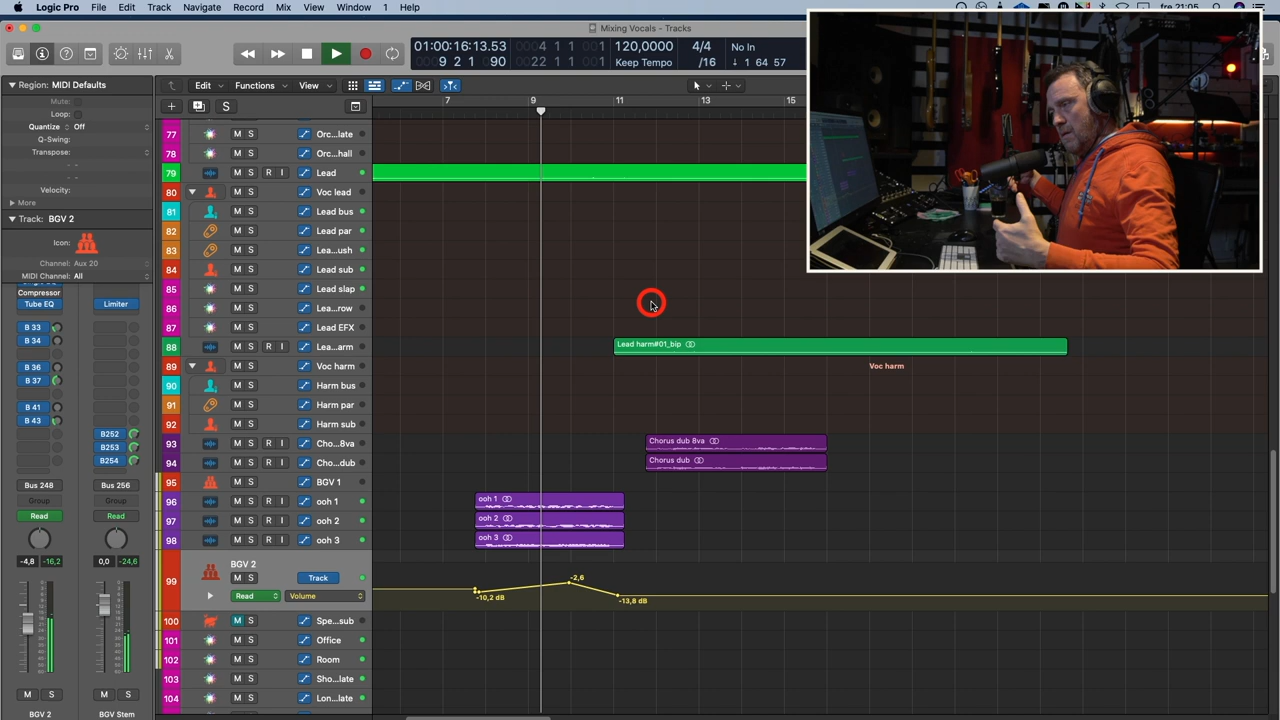 Logic Pro File Edit Track Navigate Record Mix View Window 1 Help fre 21:05
Mixing Vocals - Tracks
01:00:16:13.53 0004 1 1 001 120,0000 4/4 No In
9 2 1 90 0022 1 1 001 Keep Tempo /16 1 64 57
Region: MIDI Defaults Edit Functions View
Mute:
Loop:
Quantize Off
Q-Swing:
Transpose:
Velocity:
More
Track: BGV 2
Icon:
Channel: Aux 20
MIDI Channel: All
Compressor
Tube EQ Limiter
B 33
B 34
B 36
B 37
B 41
B 43
B252
B253
B254
Bus 248 Bus 256
Group Group
Read Read
-4,8 -16,2 0,0 -24,6
M S M S
BGV 2 BGV Stem
S 7 9 11 13 15
77 M S Orc...late
78 M S Orc...hall
79 M S R I Lead
80 M S Voc lead
81 M S Lead bus
82 M S Lead par
83 M S Lea...ush
84 M S Lead sub
85 M S Lead slap
86 M S Lea...row
87 M S Lead EFX
88 M S R I Lea...arm Lead harm#01_bip
89 M S Voc harm Voc harm
90 M S Harm bus
91 M S Harm par
92 M S Harm sub
93 M S R I Cho...8va Chorus dub 8va
94 M S R I Cho...dub Chorus dub
95 M S BGV 1
96 M S R I ooh 1 ooh 1
97 M S R I ooh 2 ooh 2
98 M S R I ooh 3 ooh 3
99 BGV 2
M S Track -2,6
Read Volume -10,2 dB -13,8 dB
100 M S Spe...sub
101 M S Office
102 M S Room
103 M S Sho...late
104 M S Lon...late